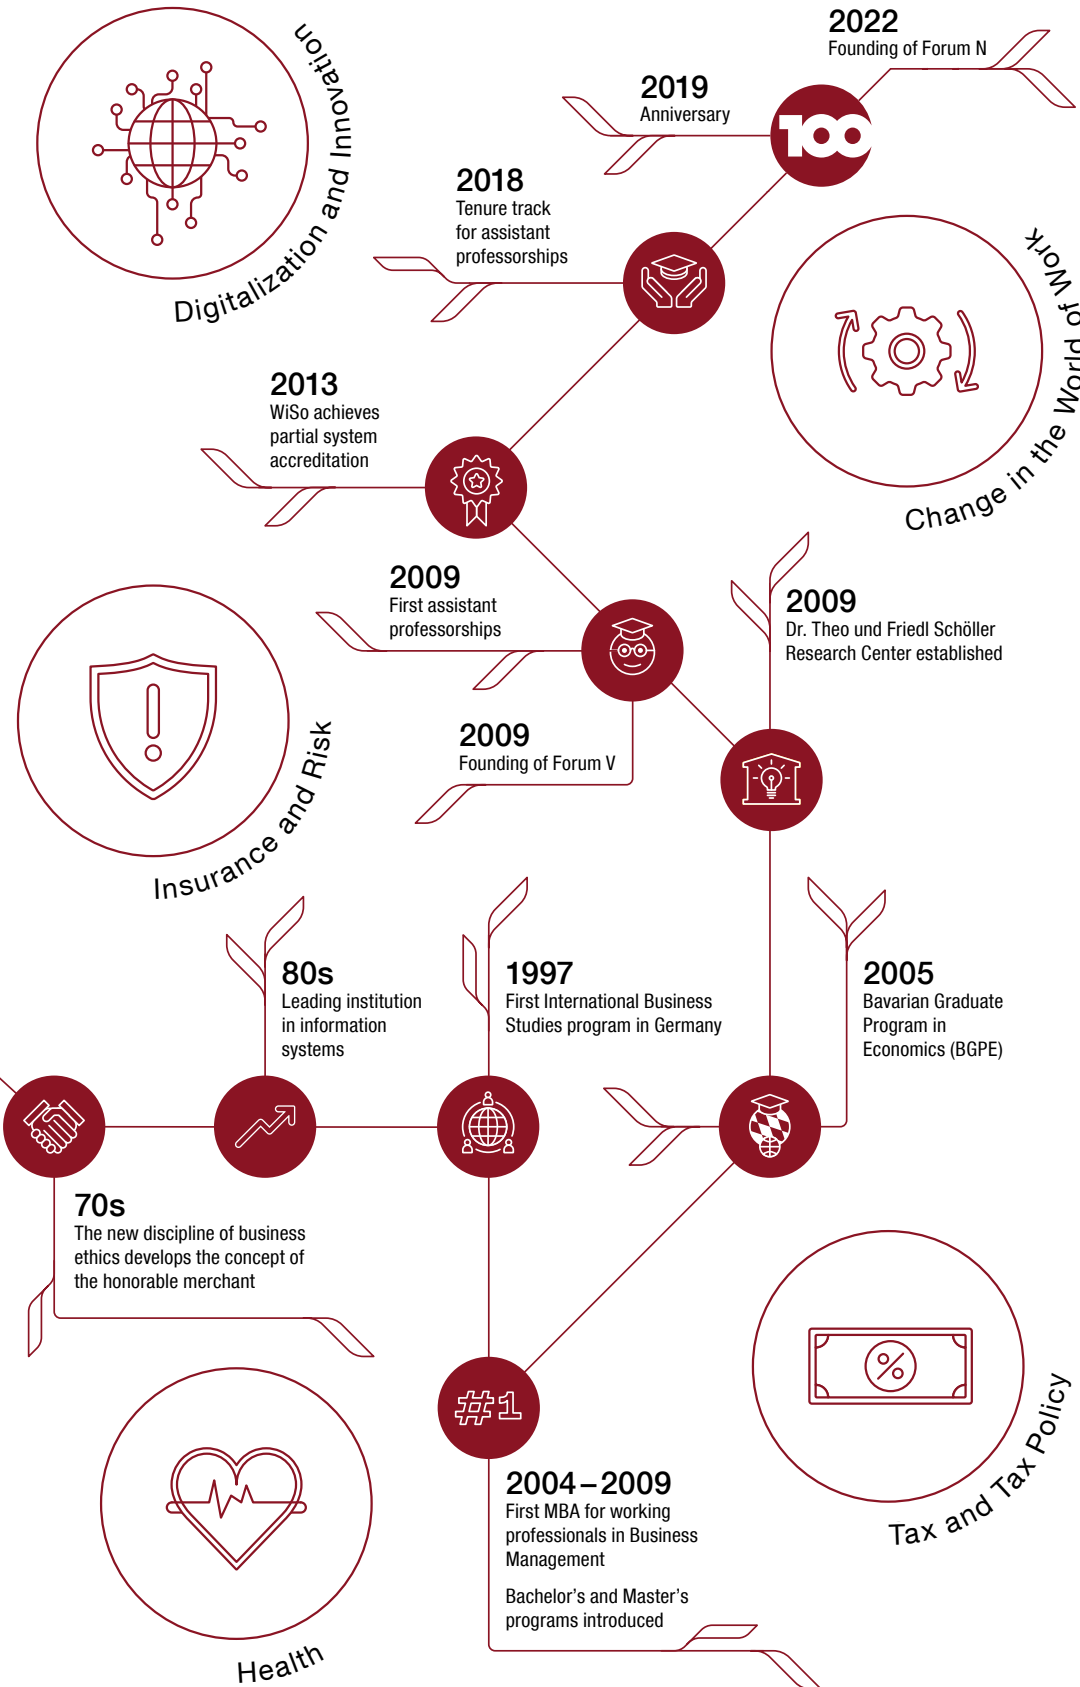 2022
Founding of Forum N
2019
Anniversary
100
Digitalization and Innovation
2018
Tenure track
for assistant
professorships
Change in the World of Work
2013
WiSo achieves
partial system
accreditation
2009
First assistant
professorships
2009
Dr. Theo und Friedl Schöller
Research Center established
2009
Founding of Forum V
Insurance and Risk
80s
Leading institution
in information
systems
1997
First International Business
Studies program in Germany
2005
Bavarian Graduate
Program in
Economics (BGPE)
70s
The new discipline of business
ethics develops the concept of
the honorable merchant
#1
Tax and Tax Policy
2004–2009
First MBA for working
professionals in Business
Management
Bachelor’s and Master’s
programs introduced
Health